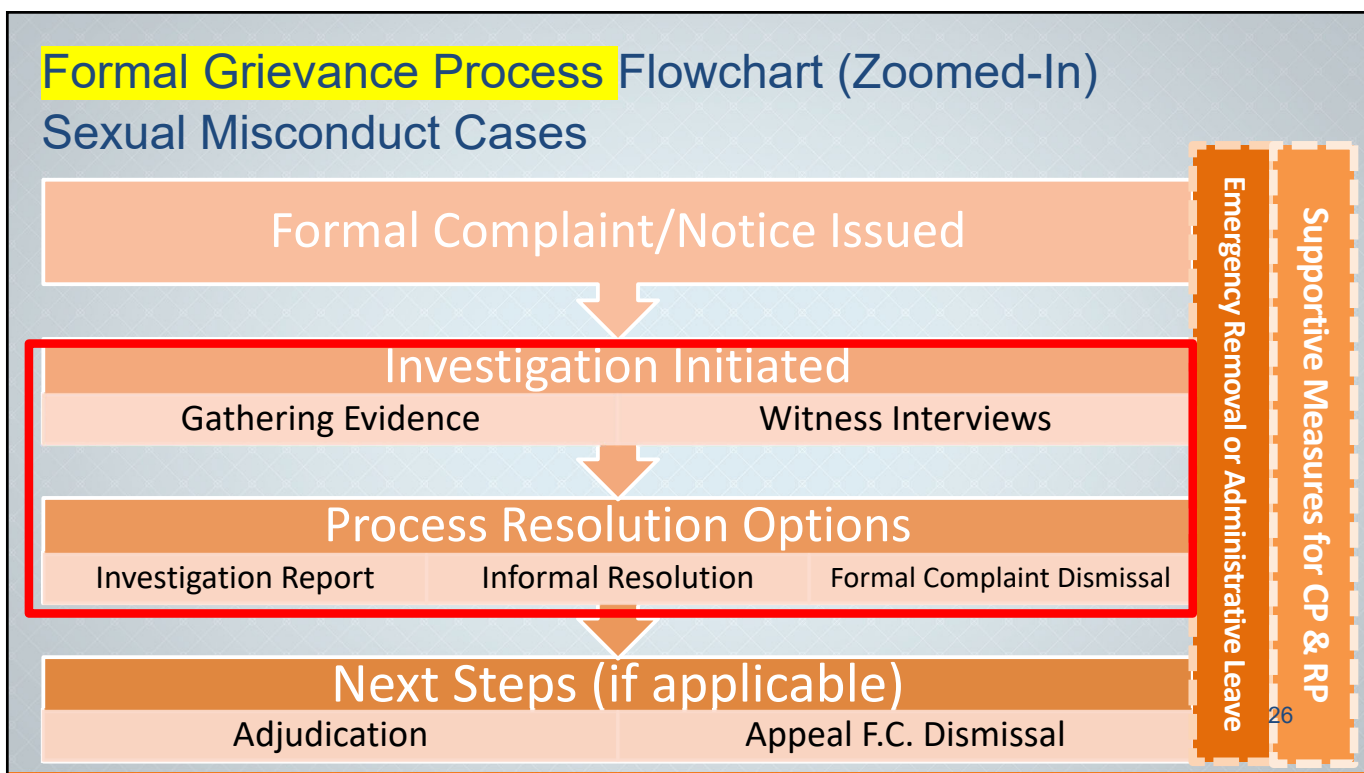 Formal Grievance Process Flowchart (Zoomed-In)
Sexual Misconduct Cases
Formal Complaint/Notice Issued
Investigation Initiated
Gathering Evidence
Witness Interviews
Process Resolution Options
Investigation Report
Informal Resolution
Formal Complaint Dismissal
Next Steps (if applicable)
Adjudication
Appeal F.C. Dismissal
Emergency Removal or Administrative Leave
Supportive Measures for CP & RP
26